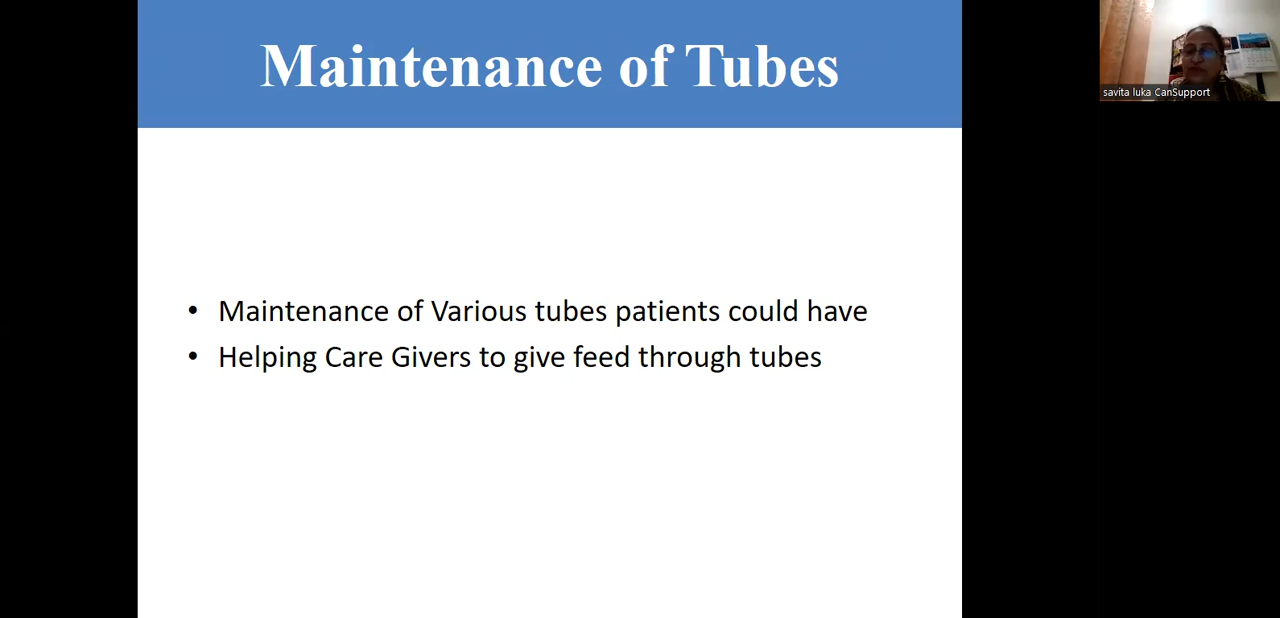 Maintenance of Tubes
savita luka CanSupport
• Maintenance of Various tubes patients could have
• Helping Care Givers to give feed through tubes